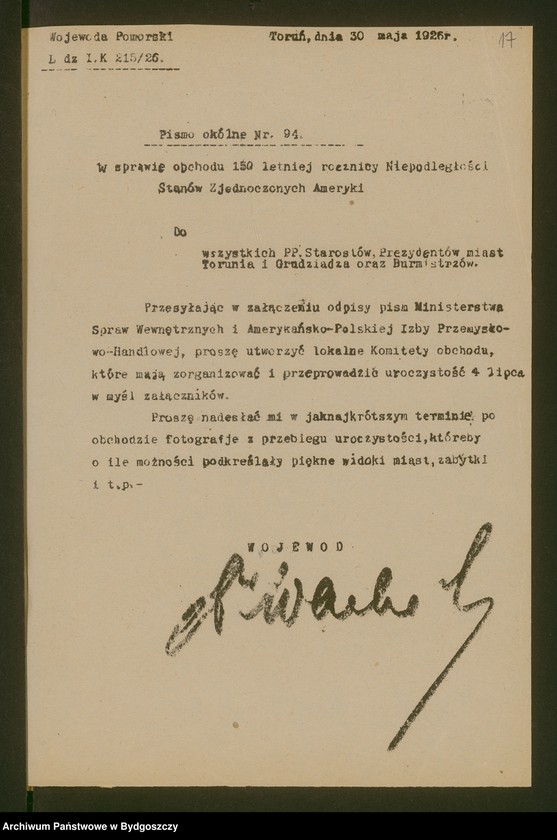 Wojewoda Pomorski
Toruń, dnia 30 maja 1926r.
17
L dz I.K 215/26.
Pismo okólne Nr. 94.
W sprawie obchodu 150 letniej rocznicy Niepodległości
Stanów Zjednoczonych Ameryki
Do
wszystkich PP. Starostów, Prezydentów miast
Torunia i Grudziadza oraz Burmistrzów.
Przesyłając w załączeniu odpisy pism Ministerstwa
Spraw Wewnętrznych i Amerykańsko-Polskiej Izby Przemysło-
wo-Handlowej, proszę utworzyć lokalne Komitety obchodu,
które mają zorganizować i przeprowadzić uroczystość 4 lipca
w myśl załączników.
Proszę nadesłać mi w jaknajkrótszym terminie po
obchodzie fotografje z przebiegu uroczystości, któreby
o ile możności podkreślały piękne widoki miast, zabytki
i t.p.-
WOJEWOD
Archiwum Państwowe w Bydgoszczy